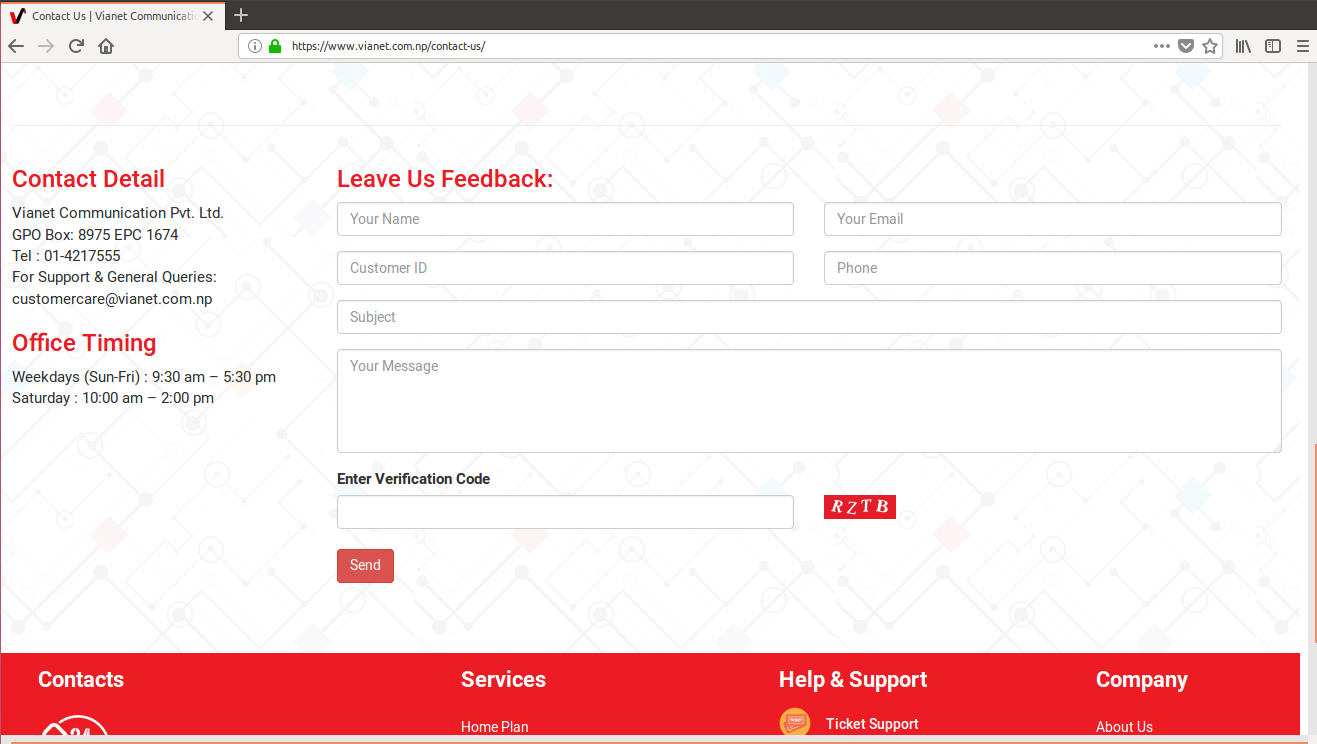 Contact Us | Vianet Communicati
https://www.vianet.com.np/contact-us/
Contact Detail
Vianet Communication Pvt. Ltd.
GPO Box: 8975 EPC 1674
Tel : 01-4217555
For Support & General Queries:
customercare@vianet.com.np
Office Timing
Weekdays (Sun-Fri) : 9:30 am – 5:30 pm
Saturday : 10:00 am – 2:00 pm
Leave Us Feedback:
Your Name
Your Email
Customer ID
Phone
Subject
Your Message
Enter Verification Code
RZTB
Send
Contacts
24
Services
Home Plan
Help & Support
TICKET
Ticket Support
Company
About Us